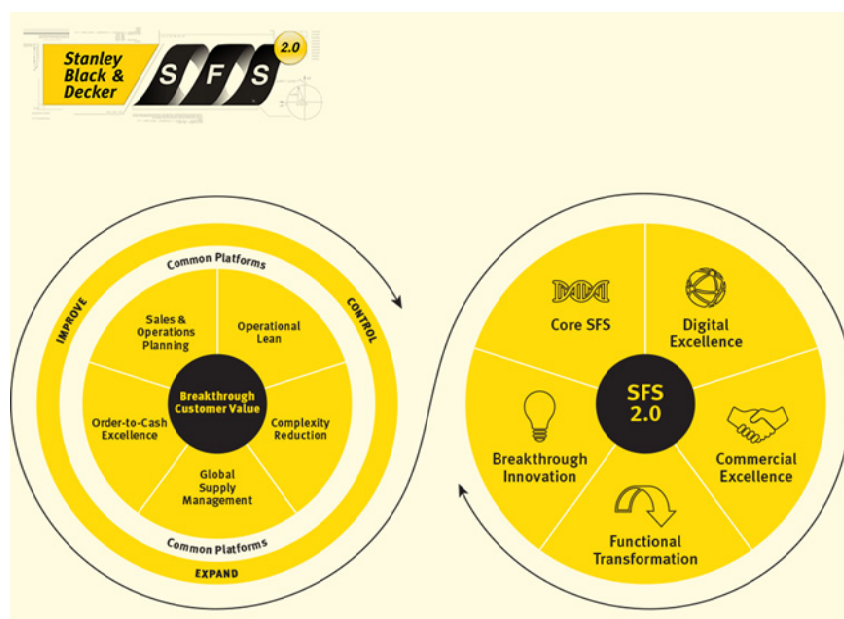 Stanley
Black &
Decker
S F S
2.0
Common Platforms
IMPROVE
CONTROL
Sales &
Operations
Planning
Operational
Lean
Breakthrough
Customer Value
Order-to-Cash
Excellence
Complexity
Reduction
Global
Supply
Management
Common Platforms
EXPAND
Core SFS
Digital
Excellence
SFS
2.0
Breakthrough
Innovation
Commercial
Excellence
Functional
Transformation